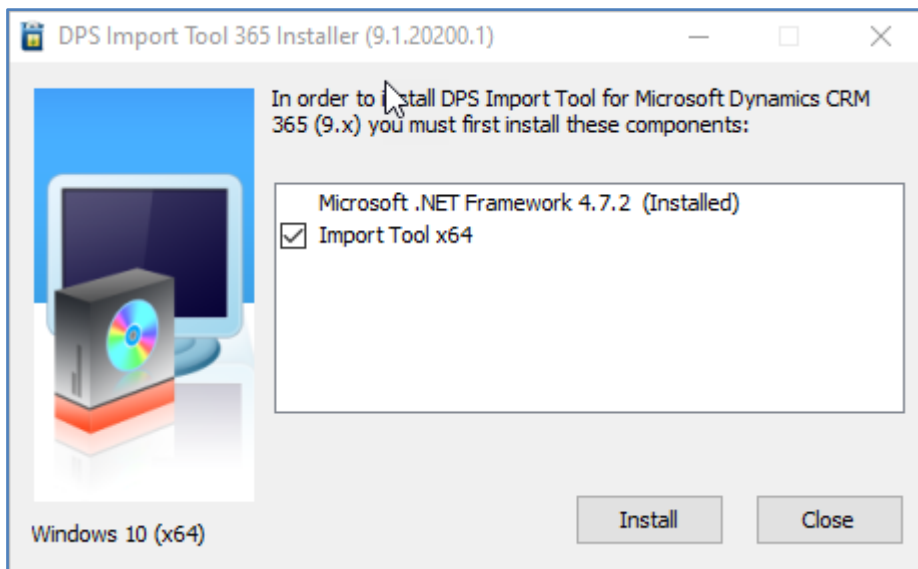 DPS Import Tool 365 Installer (9.1.20200.1)
In order to install DPS Import Tool for Microsoft Dynamics CRM
365 (9.x) you must first install these components:
Microsoft .NET Framework 4.7.2 (Installed)
Import Tool x64
Windows 10 (x64)
Install
Close